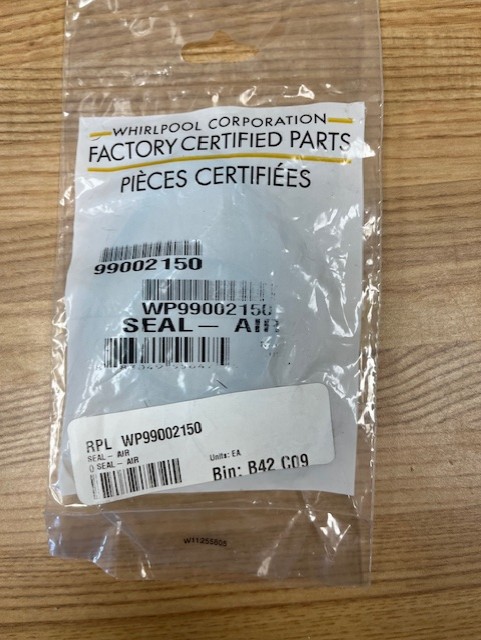 WHIRLPOOL CORPORATION
FACTORY CERTIFIED PARTS
PIÈCES CERTIFIÉES
99002150
WP99002150
SEAL - AIR
RPL WP99002150
SEAL - AIR
() SEAL - AIR
Units: EA
Bin: B42 C09
W11255505